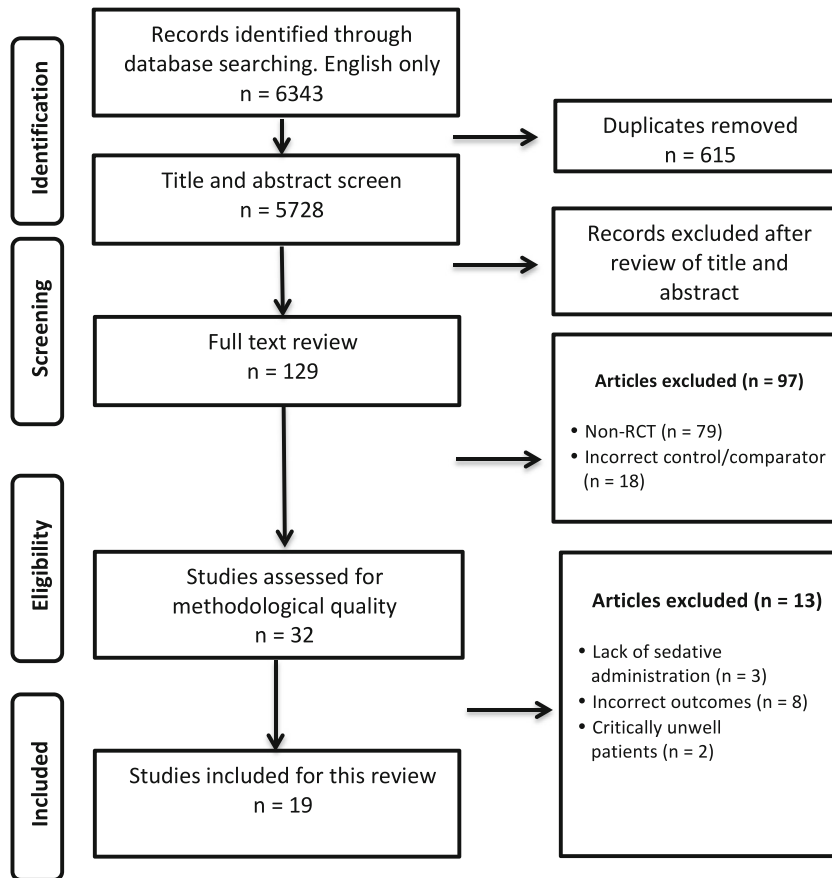 Identification
Records identified through
database searching. English only
n = 6343
Duplicates removed
n = 615
Title and abstract screen
n = 5728
Screening
Records excluded after
review of title and
abstract
Full text review
n = 129
Articles excluded (n = 97)
• Non-RCT (n = 79)
• Incorrect control/comparator
(n = 18)
Eligibility
Studies assessed for
methodological quality
n = 32
Articles excluded (n = 13)
• Lack of sedative
administration (n = 3)
• Incorrect outcomes (n = 8)
• Critically unwell
patients (n = 2)
Included
Studies included for this review
n = 19